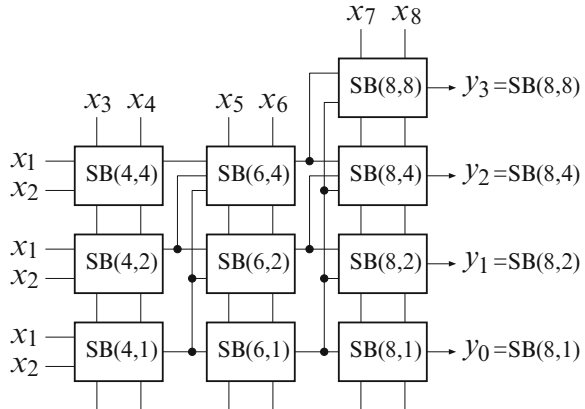 x₇ x₈
SB(8,8) y₃=SB(8,8)
x₃ x₄ x₅ x₆
x₁ SB(4,4) SB(6,4) SB(8,4) y₂=SB(8,4)
x₂
x₁ SB(4,2) SB(6,2) SB(8,2) y₁=SB(8,2)
x₂
x₁ SB(4,1) SB(6,1) SB(8,1) y₀=SB(8,1)
x₂